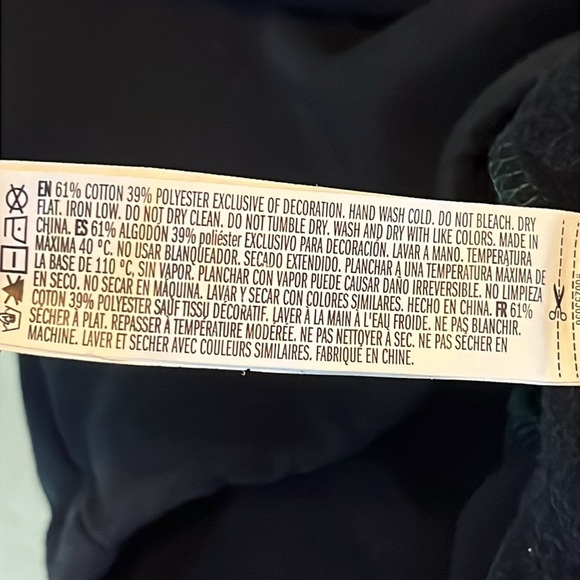 EN 61% COTTON 39% POLYESTER EXCLUSIVE OF DECORATION. HAND WASH COLD. DO NOT BLEACH. DRY
FLAT. IRON LOW. DO NOT DRY CLEAN. DO NOT TUMBLE DRY. WASH AND DRY WITH LIKE COLORS. MADE IN
CHINA. ES 61% ALGODÓN 39% poliéster EXCLUSIVO PARA DECORACIÓN. LAVAR A MANO. TEMPERATURA
MÁXIMA 40 °C. NO USAR BLANQUEADOR. SECADO EXTENDIDO. PLANCHAR A UNA TEMPERATURA MÁXIMA DE
LA BASE DE 110 °C, SIN VAPOR. PLANCHAR CON VAPOR PUEDE CAUSAR DAÑO IRREVERSIBLE. NO LIMPIEZA
EN SECO. NO SECAR EN MÁQUINA. LAVAR Y SECAR CON COLORES SIMILARES. HECHO EN CHINA. FR 61%
COTON 39% POLYESTER SAUF TISSU DÉCORATIF. LAVER À LA MAIN À L'EAU FROIDE. NE PAS BLANCHIR.
SÉCHER À PLAT. REPASSER À TEMPÉRATURE MODÉRÉE. NE PAS NETTOYER À SEC. NE PAS SÉCHER EN
MACHINE. LAVER ET SECHER AVEC COULEURS SIMILAIRES. FABRIQUÉ EN CHINE.